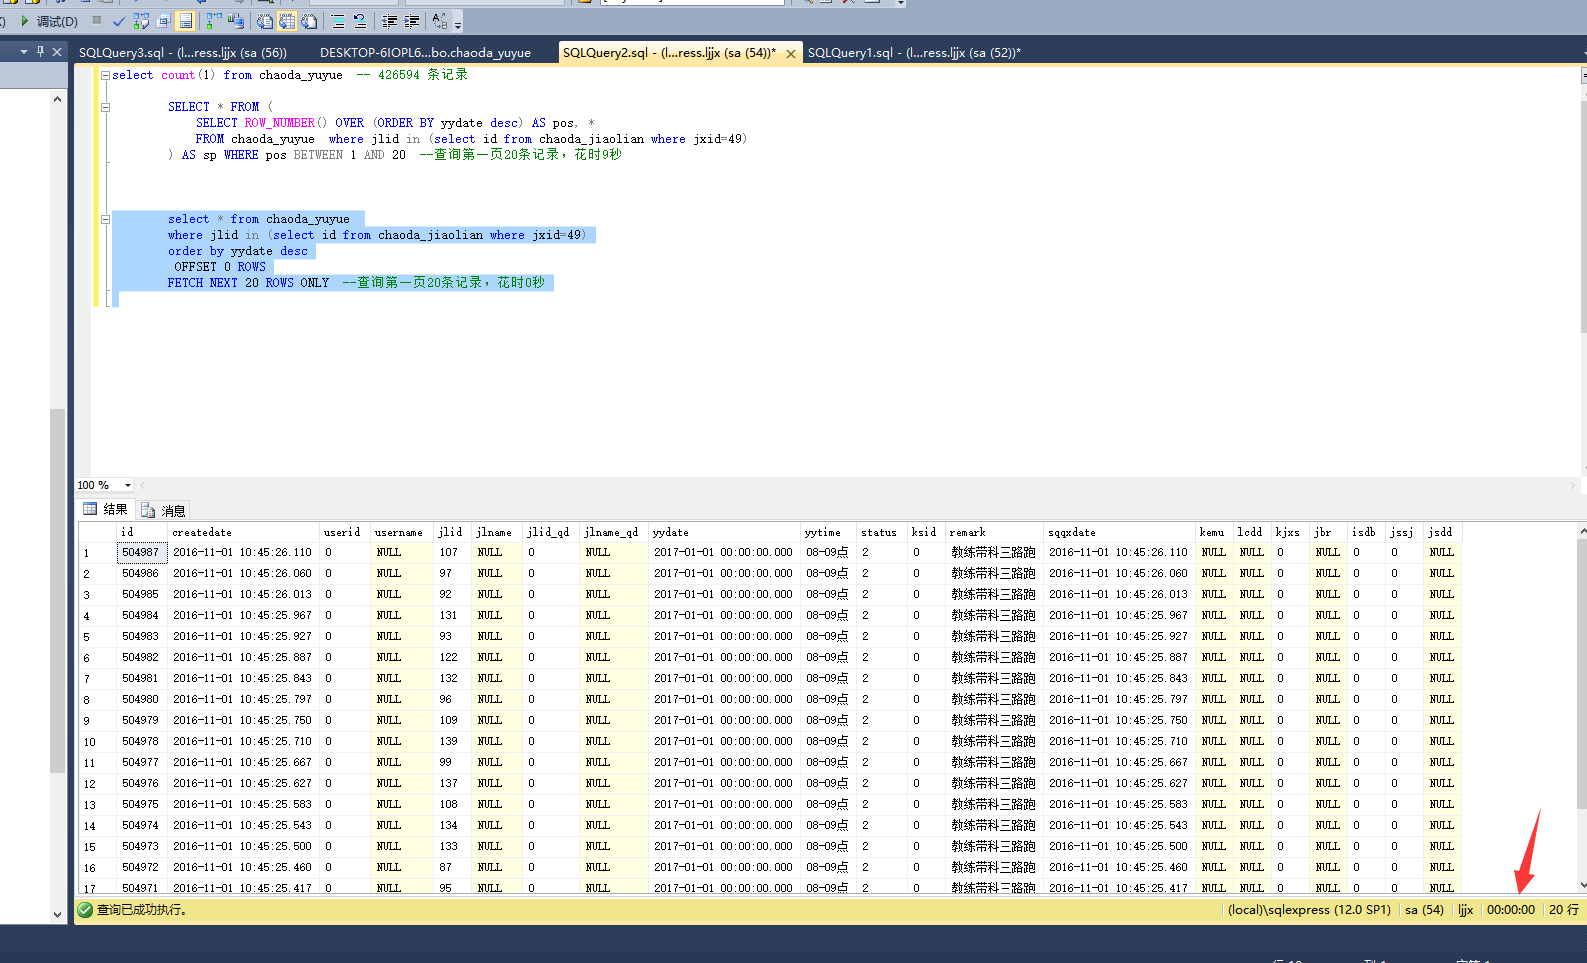 调试(D)
SQLQuery3.sql - (l...ress.ljjx (sa (56))
DESKTOP-6IOPL6...bo.chaoda_yuyue
SQLQuery2.sql - (l...ress.ljjx (sa (54))*
SQLQuery1.sql - (l...ress.ljjx (sa (52))*
select count(1) from chaoda_yuyue -- 426594 条记录
SELECT * FROM (
SELECT ROW_NUMBER() OVER (ORDER BY yydate desc) AS pos, *
FROM chaoda_yuyue where jlid in (select id from chaoda_jiaolian where jxid=49)
) AS sp WHERE pos BETWEEN 1 AND 20 --查询第一页20条记录，花时9秒
select * from chaoda_yuyue
where jlid in (select id from chaoda_jiaolian where jxid=49)
order by yydate desc
OFFSET 0 ROWS
FETCH NEXT 20 ROWS ONLY --查询第一页20条记录，花时0秒
100 %
结果 消息
id createdate userid username jlid jlname jlid_qd jlname_qd yydate yytime status ksid remark sqqxdate kemu lcdd kjxs jbr isdb jssj jsdd
1 504987 2016-11-01 10:45:26.110 0 NULL 107 NULL 0 NULL 2017-01-01 00:00:00.000 08-09点 2 0 教练带科三路跑 2016-11-01 10:45:26.110 NULL NULL 0 NULL 0 0 NULL
2 504986 2016-11-01 10:45:26.060 0 NULL 97 NULL 0 NULL 2017-01-01 00:00:00.000 08-09点 2 0 教练带科三路跑 2016-11-01 10:45:26.060 NULL NULL 0 NULL 0 0 NULL
3 504985 2016-11-01 10:45:26.013 0 NULL 92 NULL 0 NULL 2017-01-01 00:00:00.000 08-09点 2 0 教练带科三路跑 2016-11-01 10:45:26.013 NULL NULL 0 NULL 0 0 NULL
4 504984 2016-11-01 10:45:25.967 0 NULL 131 NULL 0 NULL 2017-01-01 00:00:00.000 08-09点 2 0 教练带科三路跑 2016-11-01 10:45:25.967 NULL NULL 0 NULL 0 0 NULL
5 504983 2016-11-01 10:45:25.927 0 NULL 93 NULL 0 NULL 2017-01-01 00:00:00.000 08-09点 2 0 教练带科三路跑 2016-11-01 10:45:25.927 NULL NULL 0 NULL 0 0 NULL
6 504982 2016-11-01 10:45:25.887 0 NULL 122 NULL 0 NULL 2017-01-01 00:00:00.000 08-09点 2 0 教练带科三路跑 2016-11-01 10:45:25.887 NULL NULL 0 NULL 0 0 NULL
7 504981 2016-11-01 10:45:25.843 0 NULL 132 NULL 0 NULL 2017-01-01 00:00:00.000 08-09点 2 0 教练带科三路跑 2016-11-01 10:45:25.843 NULL NULL 0 NULL 0 0 NULL
8 504980 2016-11-01 10:45:25.797 0 NULL 96 NULL 0 NULL 2017-01-01 00:00:00.000 08-09点 2 0 教练带科三路跑 2016-11-01 10:45:25.797 NULL NULL 0 NULL 0 0 NULL
9 504979 2016-11-01 10:45:25.750 0 NULL 109 NULL 0 NULL 2017-01-01 00:00:00.000 08-09点 2 0 教练带科三路跑 2016-11-01 10:45:25.750 NULL NULL 0 NULL 0 0 NULL
10 504978 2016-11-01 10:45:25.710 0 NULL 139 NULL 0 NULL 2017-01-01 00:00:00.000 08-09点 2 0 教练带科三路跑 2016-11-01 10:45:25.710 NULL NULL 0 NULL 0 0 NULL
11 504977 2016-11-01 10:45:25.667 0 NULL 99 NULL 0 NULL 2017-01-01 00:00:00.000 08-09点 2 0 教练带科三路跑 2016-11-01 10:45:25.667 NULL NULL 0 NULL 0 0 NULL
12 504976 2016-11-01 10:45:25.627 0 NULL 137 NULL 0 NULL 2017-01-01 00:00:00.000 08-09点 2 0 教练带科三路跑 2016-11-01 10:45:25.627 NULL NULL 0 NULL 0 0 NULL
13 504975 2016-11-01 10:45:25.583 0 NULL 108 NULL 0 NULL 2017-01-01 00:00:00.000 08-09点 2 0 教练带科三路跑 2016-11-01 10:45:25.583 NULL NULL 0 NULL 0 0 NULL
14 504974 2016-11-01 10:45:25.543 0 NULL 134 NULL 0 NULL 2017-01-01 00:00:00.000 08-09点 2 0 教练带科三路跑 2016-11-01 10:45:25.543 NULL NULL 0 NULL 0 0 NULL
15 504973 2016-11-01 10:45:25.500 0 NULL 133 NULL 0 NULL 2017-01-01 00:00:00.000 08-09点 2 0 教练带科三路跑 2016-11-01 10:45:25.500 NULL NULL 0 NULL 0 0 NULL
16 504972 2016-11-01 10:45:25.460 0 NULL 87 NULL 0 NULL 2017-01-01 00:00:00.000 08-09点 2 0 教练带科三路跑 2016-11-01 10:45:25.460 NULL NULL 0 NULL 0 0 NULL
17 504971 2016-11-01 10:45:25.417 0 NULL 95 NULL 0 NULL 2017-01-01 00:00:00.000 08-09点 2 0 教练带科三路跑 2016-11-01 10:45:25.417 NULL NULL 0 NULL 0 0 NULL
查询已成功执行。
(local)\sqlexpress (12.0 SP1) sa (54) ljjx 00:00:00 20 行